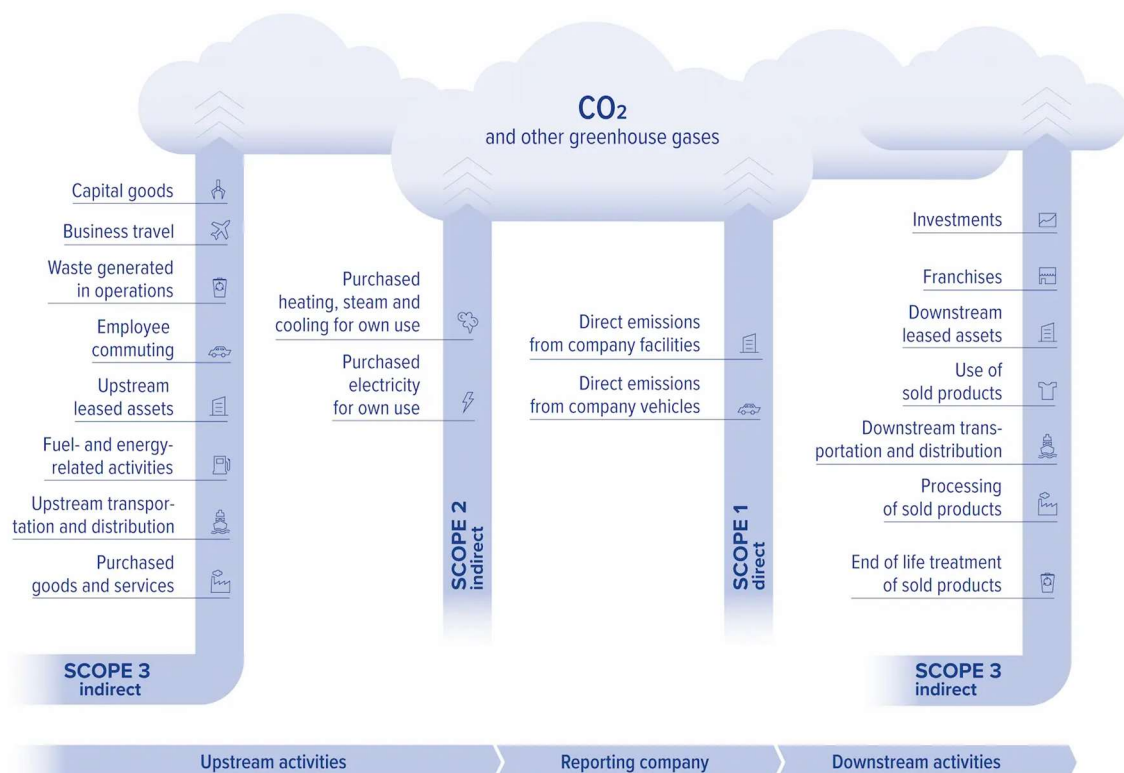 CO2
and other greenhouse gases
Capital goods
Business travel
Waste generated
in operations
Employee
commuting
Upstream
leased assets
Fuel- and energy-
related activities
Upstream transpor-
tation and distribution
Purchased
goods and services
SCOPE 3
indirect
Purchased
heating, steam and
cooling for own use
Purchased
electricity
for own use
SCOPE 2
indirect
Direct emissions
from company facilities
Direct emissions
from company vehicles
SCOPE 1
direct
Investments
Franchises
Downstream
leased assets
Use of
sold products
Downstream trans-
portation and distribution
Processing
of sold products
End of life treatment
of sold products
SCOPE 3
indirect
Upstream activities
Reporting company
Downstream activities